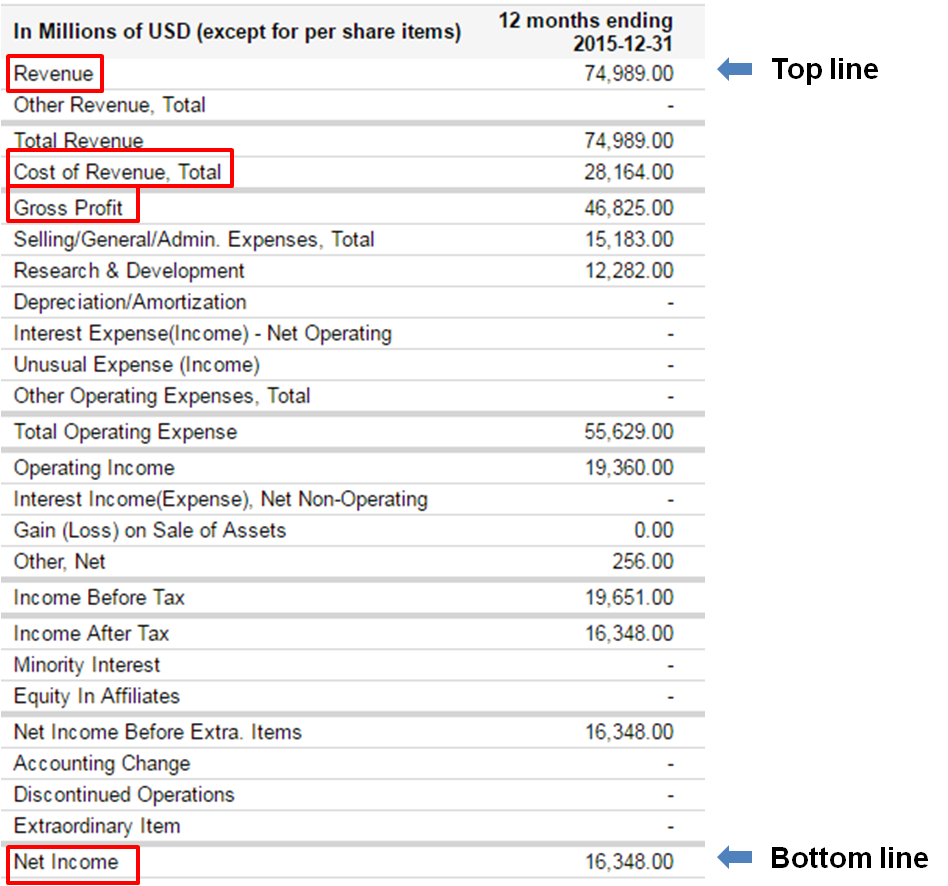 In Millions of USD (except for per share items) 12 months ending 2015-12-31
Revenue 74,989.00 Top line
Other Revenue, Total -
Total Revenue 74,989.00
Cost of Revenue, Total 28,164.00
Gross Profit 46,825.00
Selling/General/Admin. Expenses, Total 15,183.00
Research & Development 12,282.00
Depreciation/Amortization -
Interest Expense(Income) - Net Operating -
Unusual Expense (Income) -
Other Operating Expenses, Total -
Total Operating Expense 55,629.00
Operating Income 19,360.00
Interest Income(Expense), Net Non-Operating -
Gain (Loss) on Sale of Assets 0.00
Other, Net 256.00
Income Before Tax 19,651.00
Income After Tax 16,348.00
Minority Interest -
Equity In Affiliates -
Net Income Before Extra. Items 16,348.00
Accounting Change -
Discontinued Operations -
Extraordinary Item -
Net Income 16,348.00 Bottom line